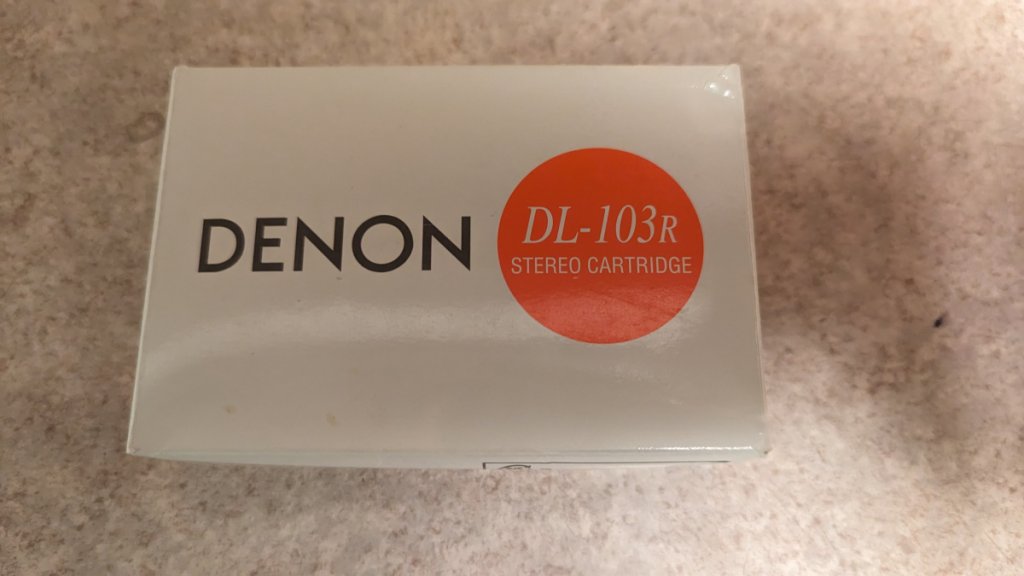 DENON
DL-103R
STEREO CARTRIDGE